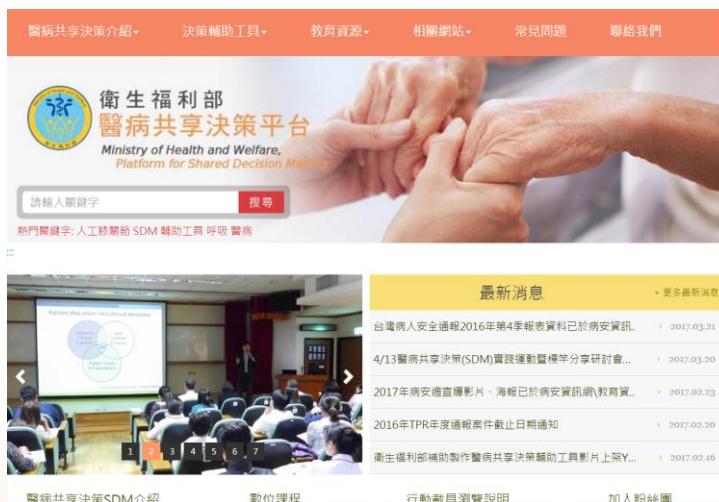 醫病共享決策介紹 決策輔助工具 教育資源 相關網站 常見問題 聯絡我們
衛生福利部
醫病共享決策平台
Ministry of Health and Welfare,
Platform for Shared Decision Making
請輸入關鍵字 搜尋
熱門關鍵字: 人工膝關節 SDM 輔助工具 呼吸 醫病
:::
Factors that enter into clinical decisions
最新消息 + 更多最新消息
台灣病人安全通報2016年第4季報表資料已於病安資訊.. 2017.03.21
4/13醫病共享決策(SDM)實踐運動暨標竿分享研討會... 2017.03.20
2017年病安週宣導影片、海報已於病安資訊網\教育資.. 2017.02.23
2016年TPR年度通報案件截止日期通知 2017.02.20
衛生福利部補助製作醫病共享決策輔助工具影片上架Y... 2017.02.16
1 2 3 4 5 6 7
醫病共享決策SDM介紹 數位課程 行動載具瀏覽說明 加入粉絲團